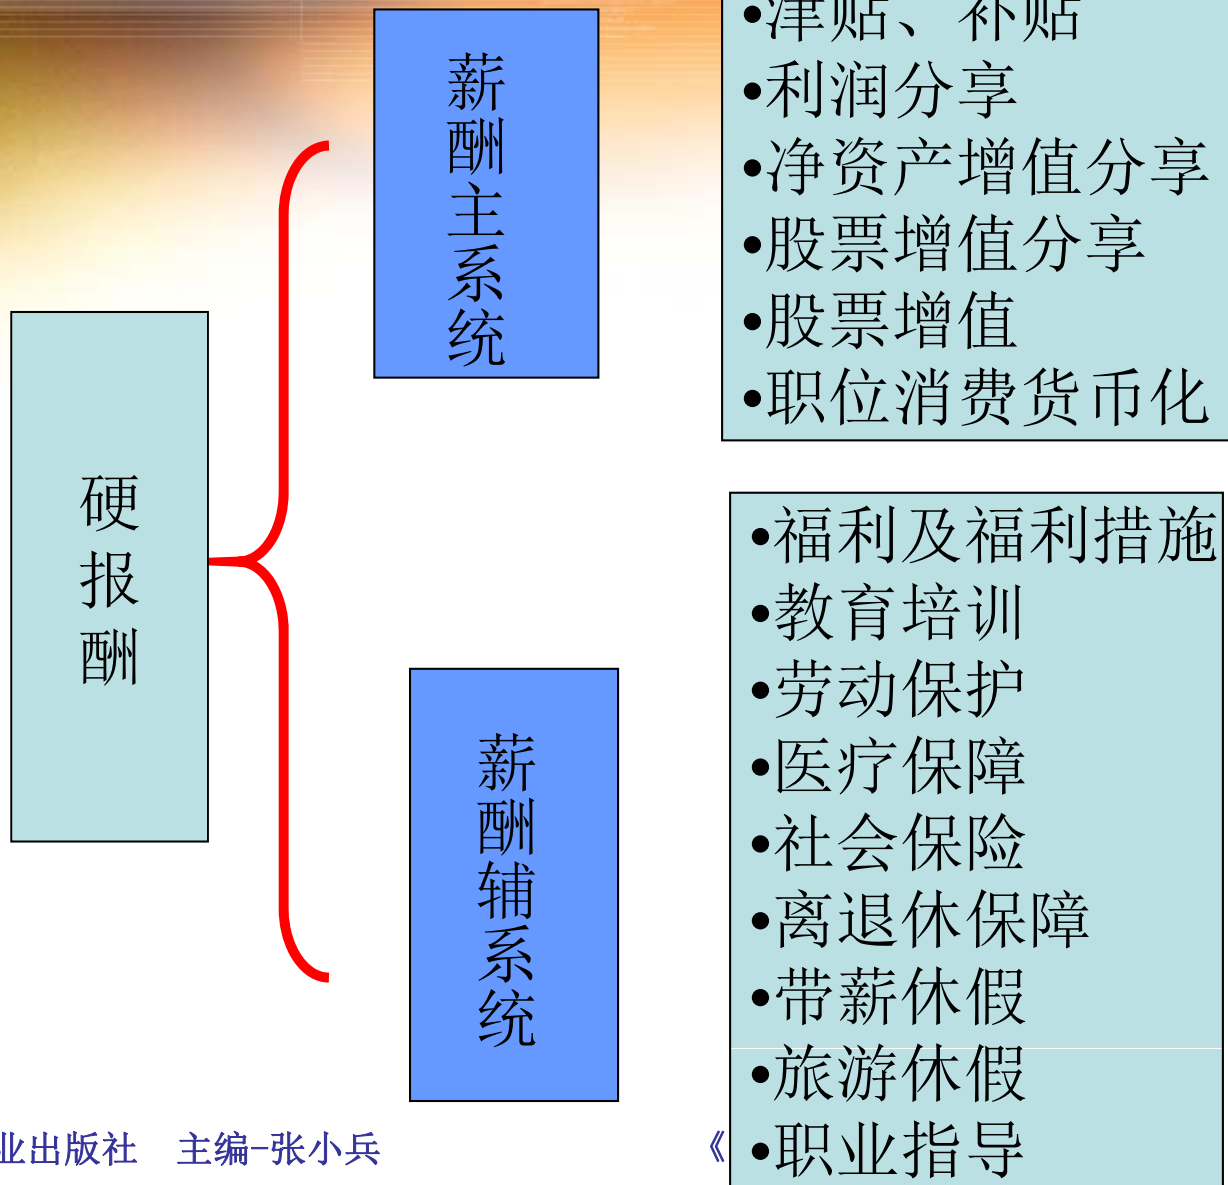 硬报酬
薪酬主系统
•津贴、补贴
•利润分享
•净资产增值分享
•股票增值分享
•股票增值
•职位消费货币化
薪酬辅系统
•福利及福利措施
•教育培训
•劳动保护
•医疗保障
•社会保险
•离退休保障
•带薪休假
•旅游休假
•职业指导
业出版社 主编-张小兵
《